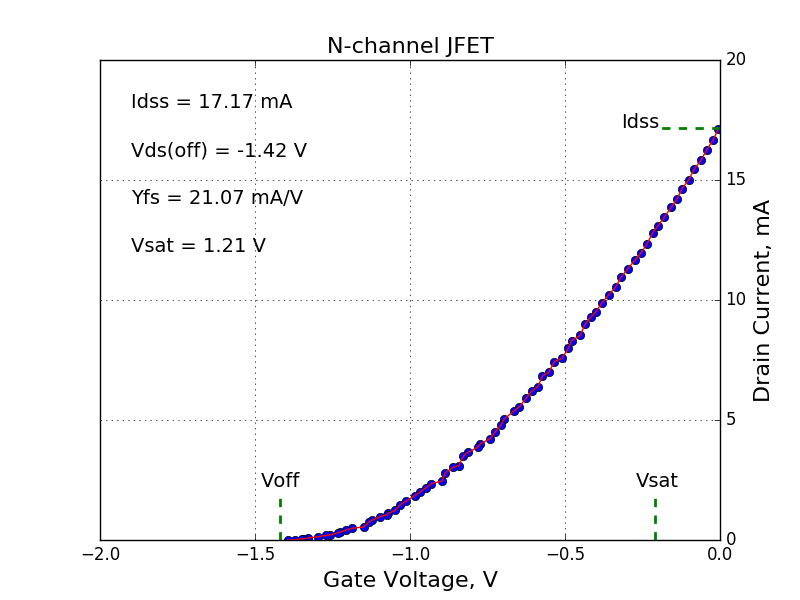 N-channel JFET
Idss = 17.17 mA
Vds(off) = -1.42 V
Yfs = 21.07 mA/V
Vsat = 1.21 V
Idss
Voff
Vsat
20
15
10
5
0
Drain Current, mA
−2.0
−1.5
−1.0
−0.5
0.0
Gate Voltage, V